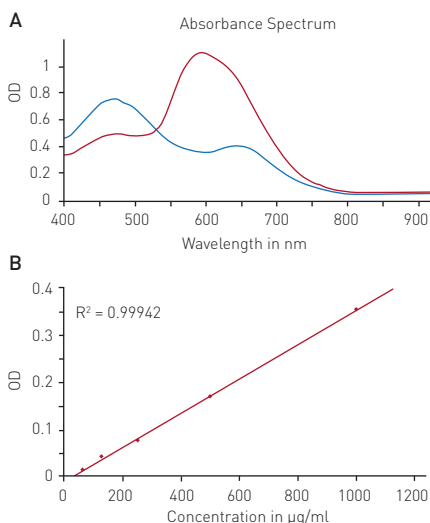 A
Absorbance Spectrum
OD
1
0.8
0.6
0.4
0.2
0
400 500 600 700 800 900
Wavelength in nm
B
R² = 0.99942
OD
0.4
0.3
0.2
0.1
0
0 200 400 600 800 1000 1200
Concentration in µg/ml